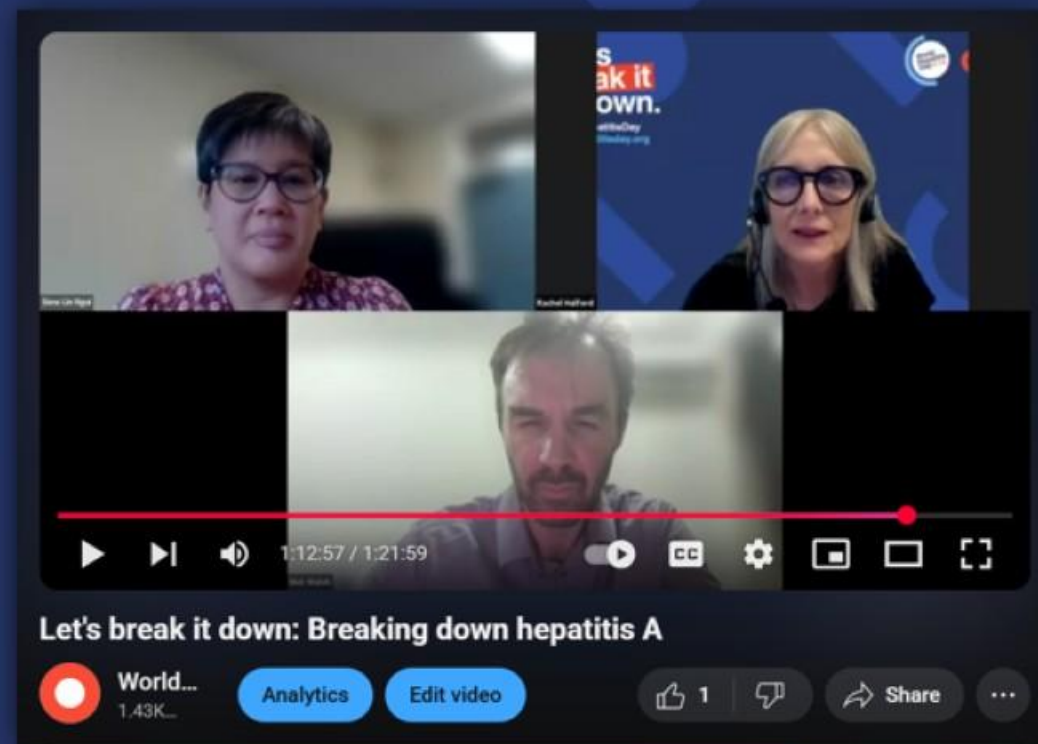 s
ak it
own.
Rachel Halford
1:12:57 / 1:21:59
CC
Let's break it down: Breaking down hepatitis A
World...
1.43K...
Analytics
Edit video
1
Share
...